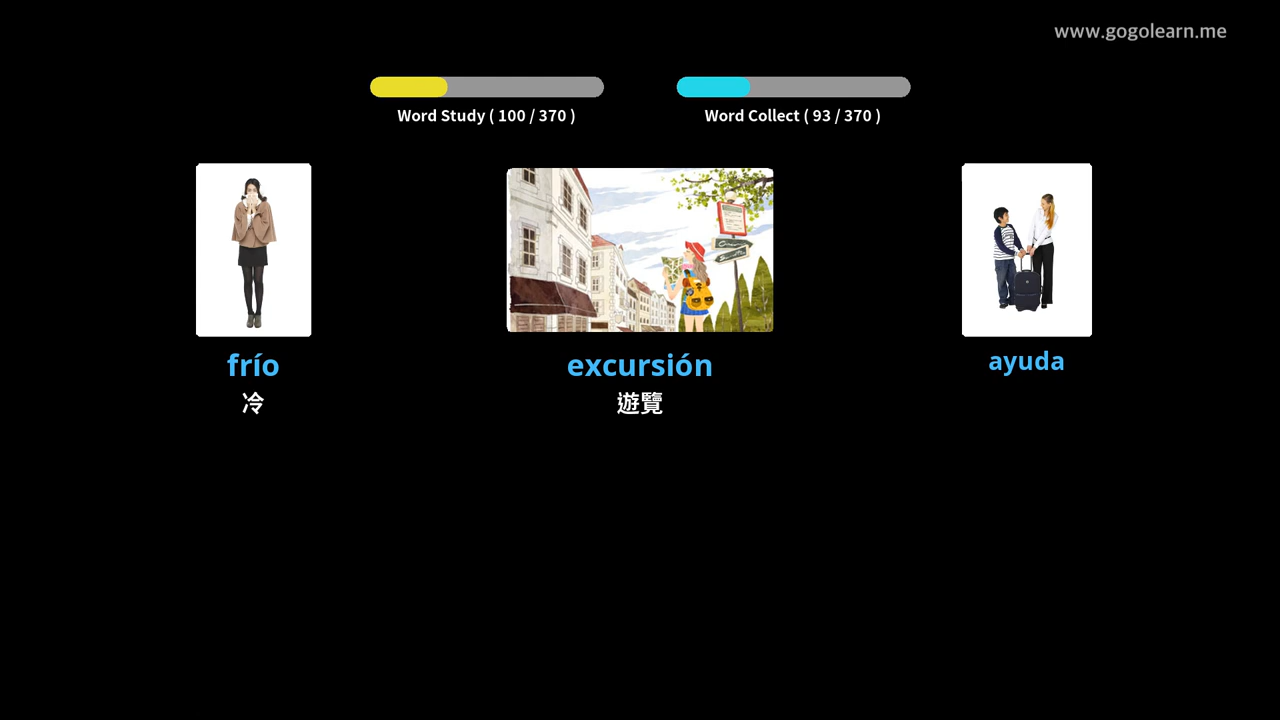 www.gogolearn.me
Word Study ( 100 / 370 )
Word Collect ( 93 / 370 )
frío
冷
excursión
遊覽
ayuda